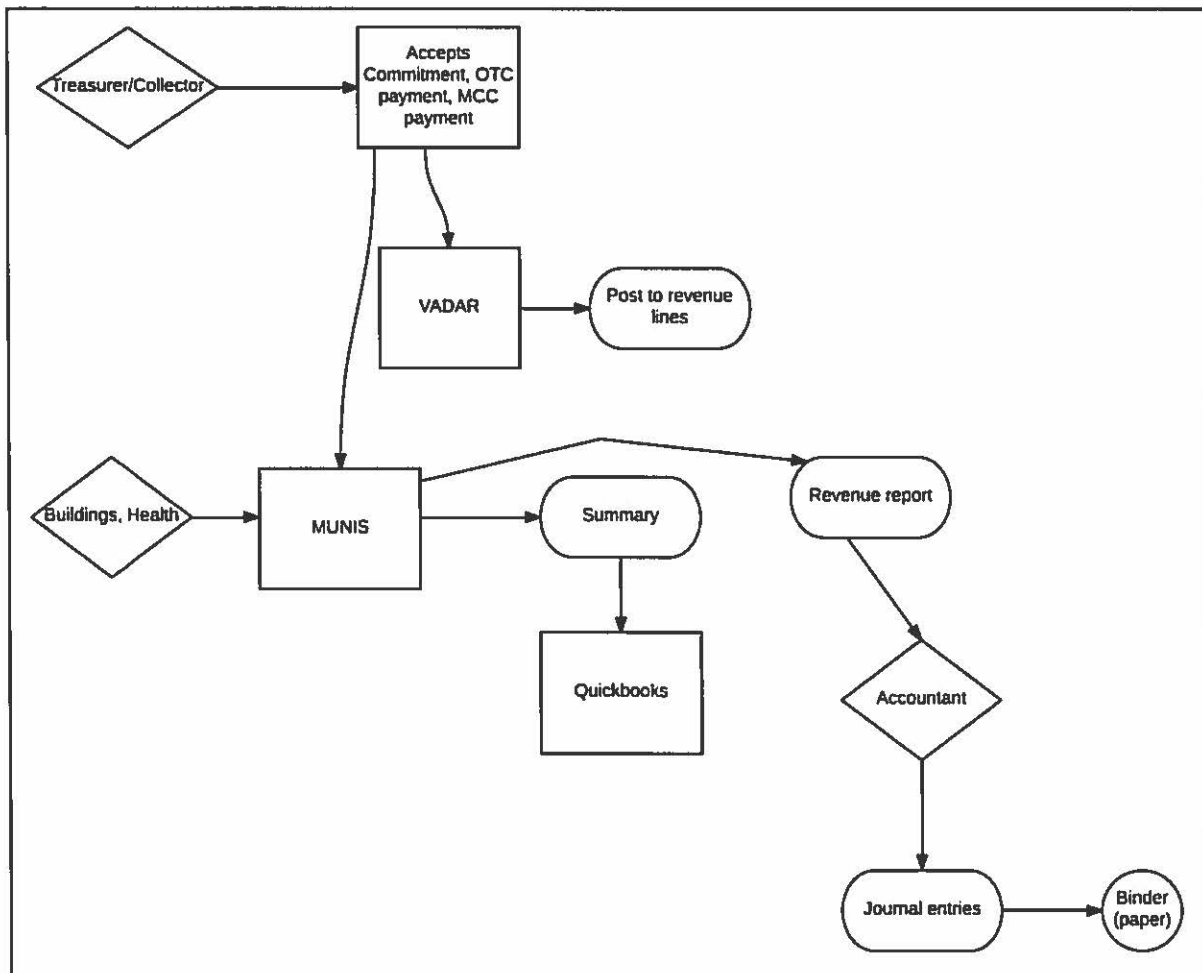 Treasurer/Collector
Accepts
Commitment, OTC
payment, MCC
payment
VADAR
Post to revenue
lines
Buildings, Health
MUNIS
Summary
Revenue report
Quickbooks
Accountant
Journal entries
Binder
(paper)